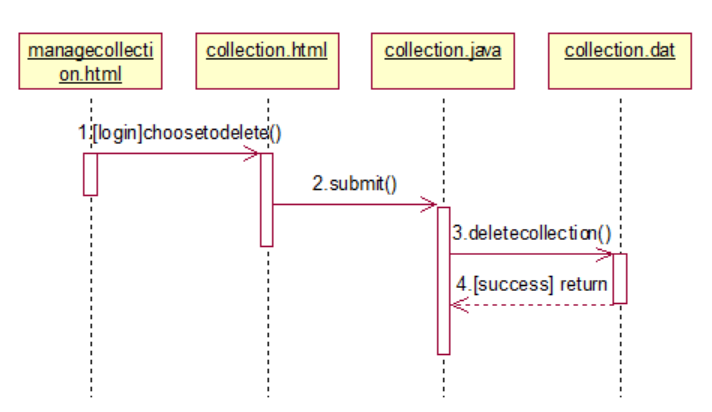 managecollecti
on.html
collection.html
collection.java
collection.dat
1.[login]choosetodelete()
2.submit()
3.deletecollection()
4.[success] return